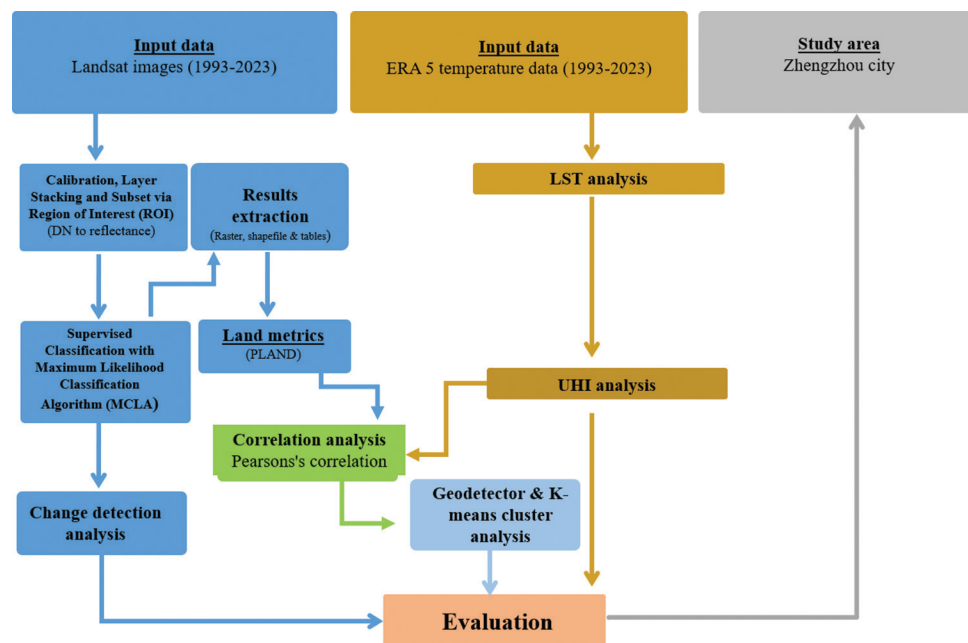 Input data
Landsat images (1993-2023)
Input data
ERA 5 temperature data (1993-2023)
Study area
Zhengzhou city
Calibration, Layer
Stacking and Subset via
Region of Interest (ROI)
(DN to reflectance)
Results
extraction
(Raster, shapefile & tables)
LST analysis
Supervised
Classification with
Maximum Likelihood
Classification
Algorithm (MCLA)
Land metrics
(PLAND)
UHI analysis
Correlation analysis
Pearsons's correlation
Geodetector & K-
means cluster
analysis
Change detection
analysis
Evaluation